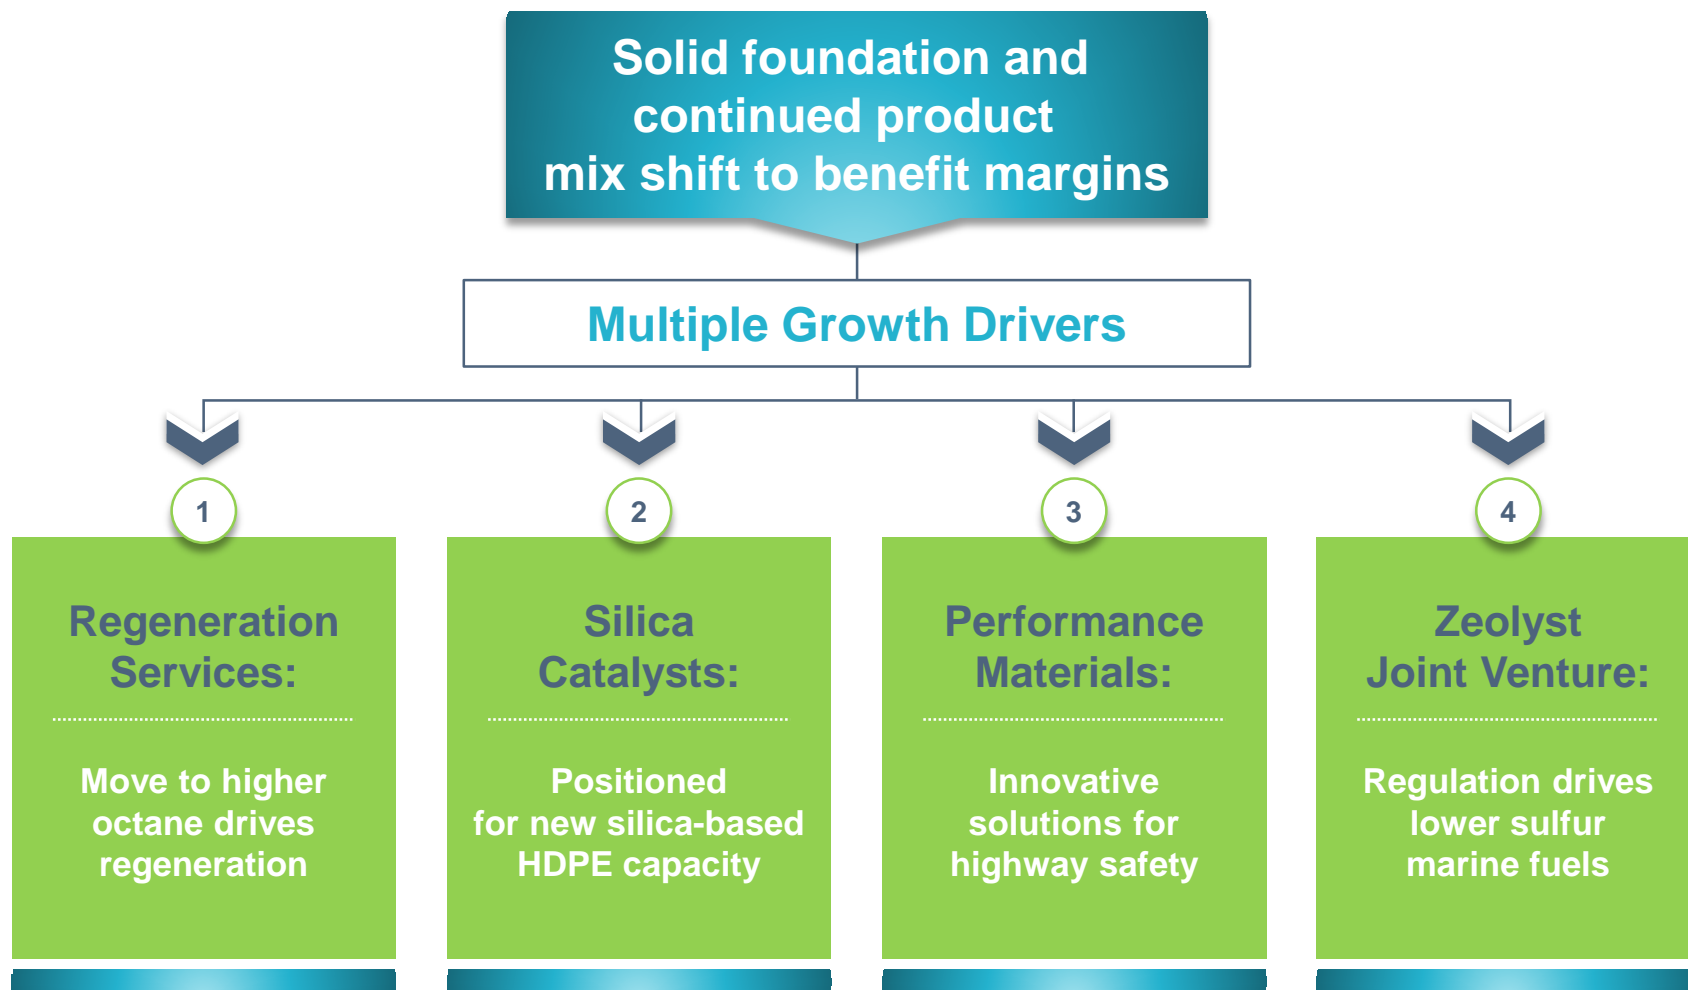 Solid foundation and
continued product
mix shift to benefit margins
Multiple Growth Drivers
1
Regeneration
Services:
Move to higher
octane drives
regeneration
2
Silica
Catalysts:
Positioned
for new silica-based
HDPE capacity
3
Performance
Materials:
Innovative
solutions for
highway safety
4
Zeolyst
Joint Venture:
Regulation drives
lower sulfur
marine fuels